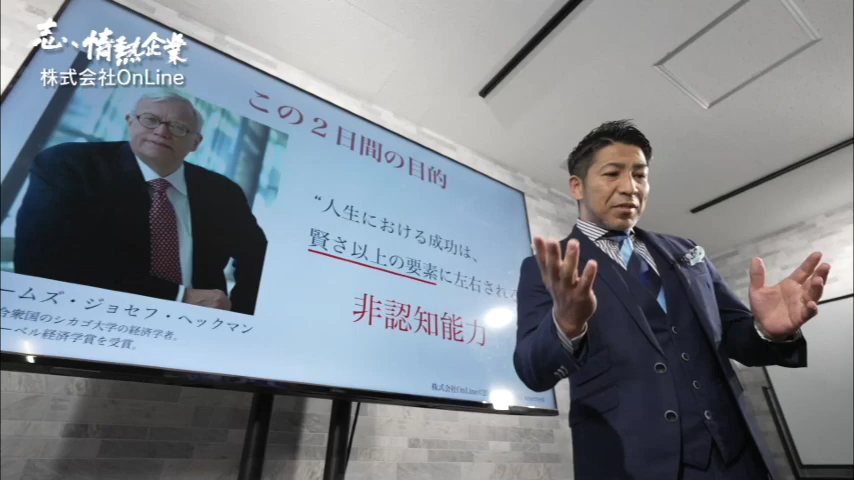 志、情熱企業
株式会社OnLine
この2日間の目的
“人生における成功は、
賢さ以上の要素に左右される
非認知能力
ームズ・ジョセフ・ヘックマン
合衆国のシカゴ大学の経済学者。
ーベル経済学賞を受賞。
株式会社OnLine